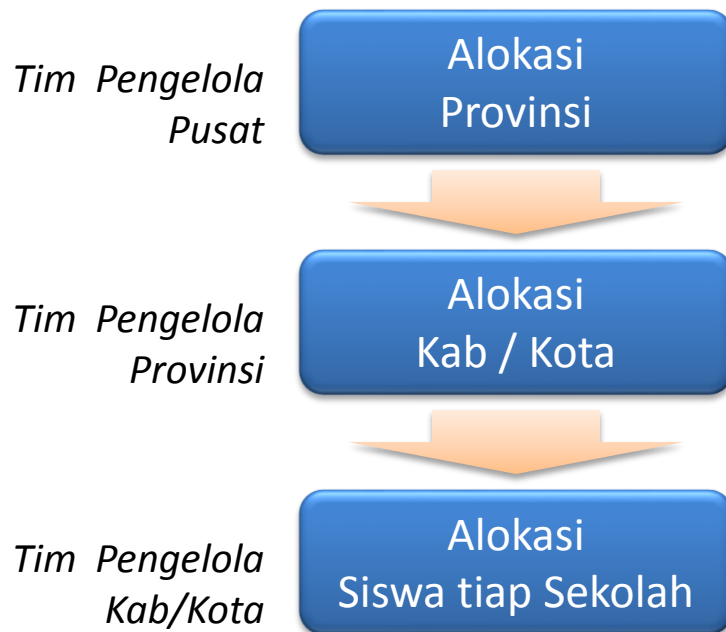 Tim Pengelola
Pusat
Alokasi
Provinsi
Tim Pengelola
Provinsi
Alokasi
Kab / Kota
Tim Pengelola
Kab/Kota
Alokasi
Siswa tiap Sekolah